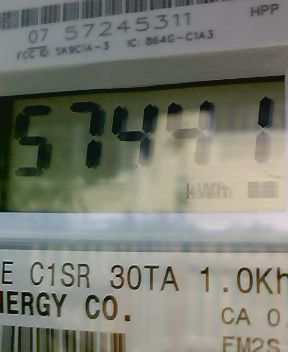 HPP
07 57245311
FCC ID SK9C1A-3 IC: 864G-C1A3
57441
kWh
E C1SR 30TA 1.0Kh
NERGY CO.
CA 0.
FM2S